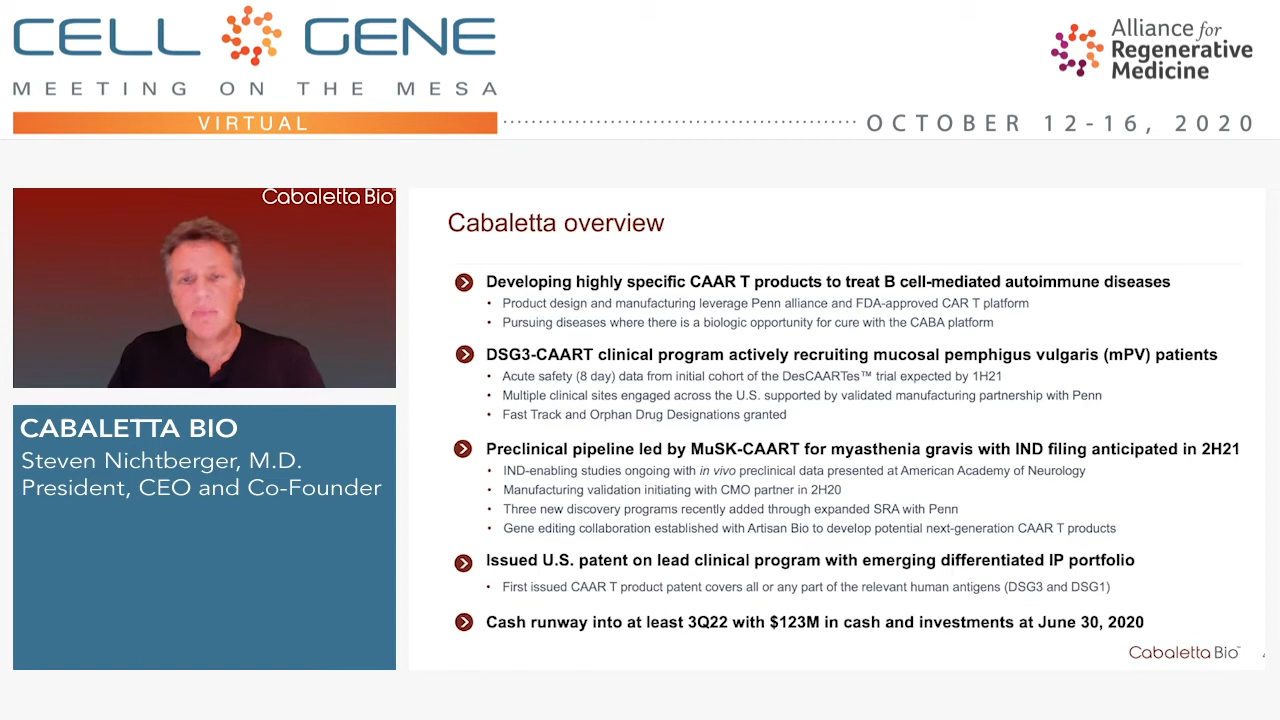 CELL GENE
MEETING ON THE MESA
VIRTUAL
Alliance for
Regenerative
Medicine
OCTOBER 12-16, 2020
Cabaletta Bio
CABALETTA BIO
Steven Nichtberger, M.D.
President, CEO and Co-Founder
Cabaletta overview
Developing highly specific CAAR T products to treat B cell-mediated autoimmune diseases
• Product design and manufacturing leverage Penn alliance and FDA-approved CAR T platform
• Pursuing diseases where there is a biologic opportunity for cure with the CABA platform
DSG3-CAART clinical program actively recruiting mucosal pemphigus vulgaris (mPV) patients
• Acute safety (8 day) data from initial cohort of the DesCAARTes™ trial expected by 1H21
• Multiple clinical sites engaged across the U.S. supported by validated manufacturing partnership with Penn
• Fast Track and Orphan Drug Designations granted
Preclinical pipeline led by MuSK-CAART for myasthenia gravis with IND filing anticipated in 2H21
• IND-enabling studies ongoing with in vivo preclinical data presented at American Academy of Neurology
• Manufacturing validation initiating with CMO partner in 2H20
• Three new discovery programs recently added through expanded SRA with Penn
• Gene editing collaboration established with Artisan Bio to develop potential next-generation CAAR T products
Issued U.S. patent on lead clinical program with emerging differentiated IP portfolio
• First issued CAAR T product patent covers all or any part of the relevant human antigens (DSG3 and DSG1)
Cash runway into at least 3Q22 with $123M in cash and investments at June 30, 2020
Cabaletta Bio™